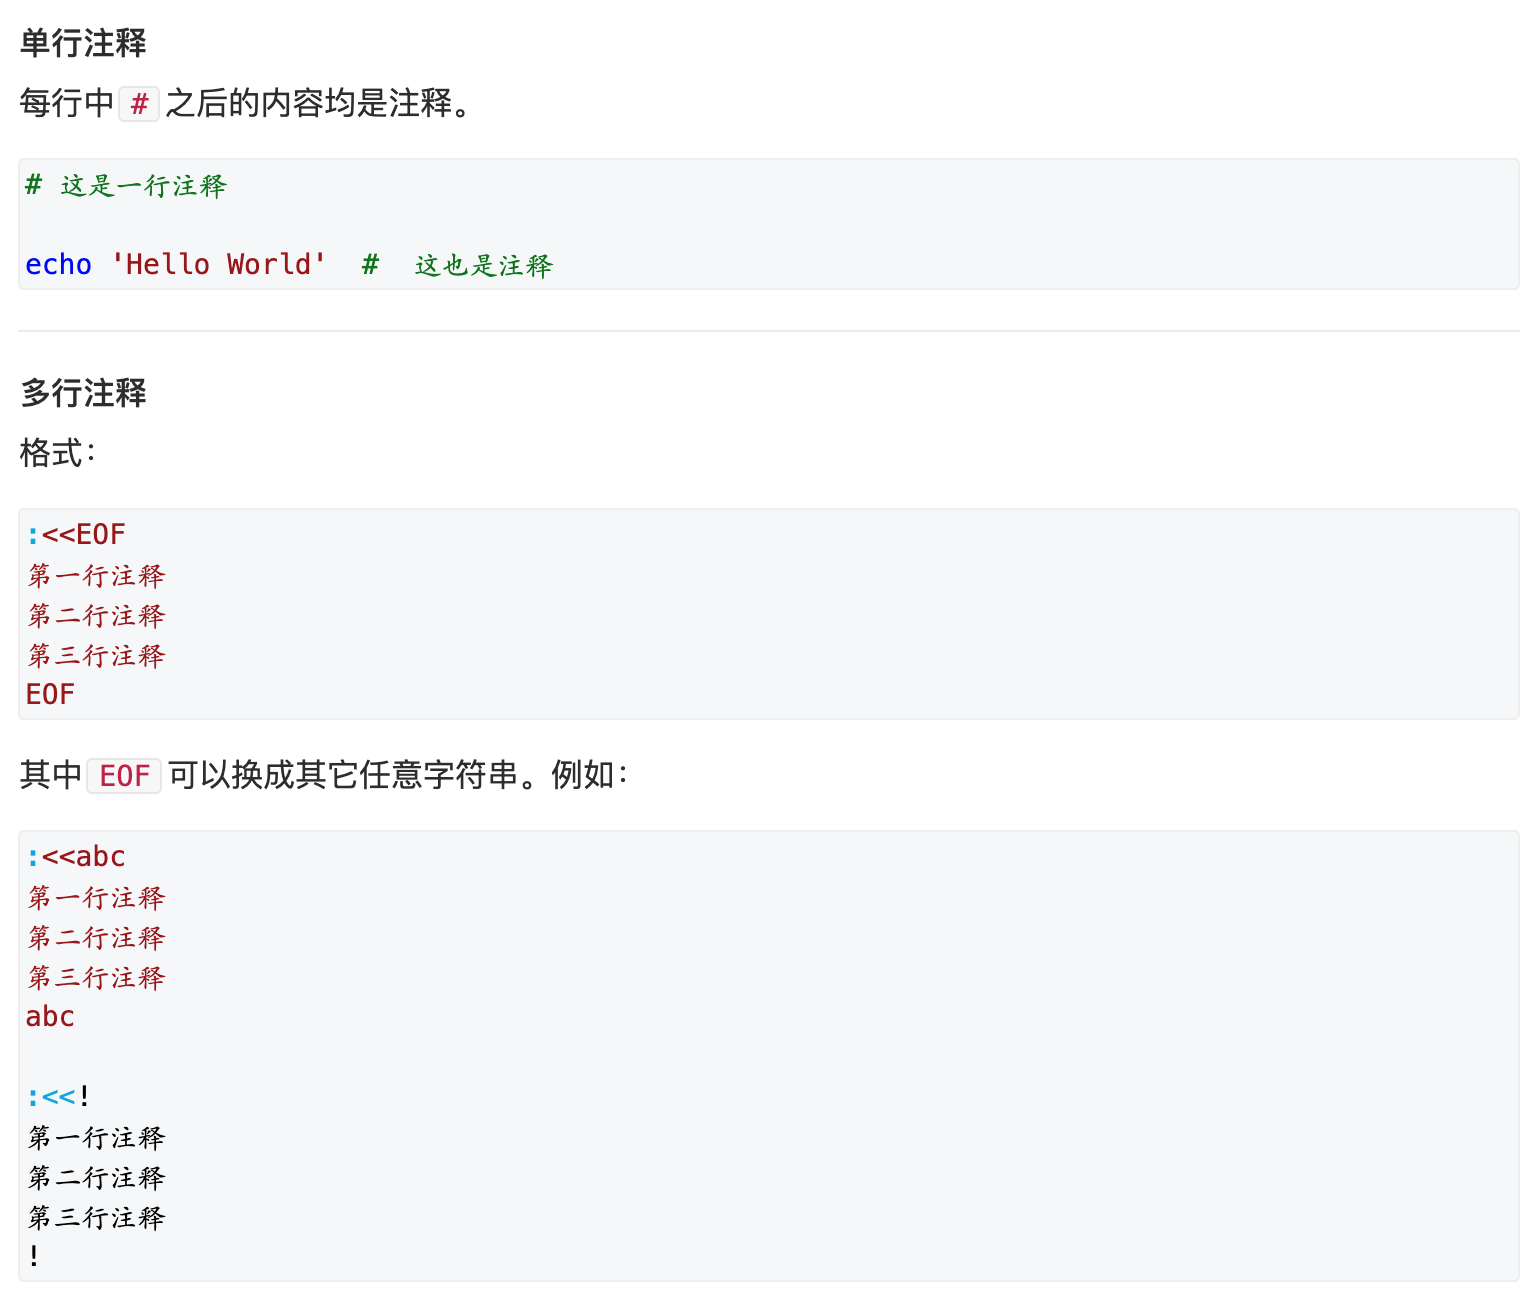 单行注释
每行中 # 之后的内容均是注释。
# 这是一行注释
echo 'Hello World'  #  这也是注释
多行注释
格式：
:<<EOF
第一行注释
第二行注释
第三行注释
EOF
其中 EOF 可以换成其它任意字符串。例如：
:<<abc
第一行注释
第二行注释
第三行注释
abc
:<<!
第一行注释
第二行注释
第三行注释
!